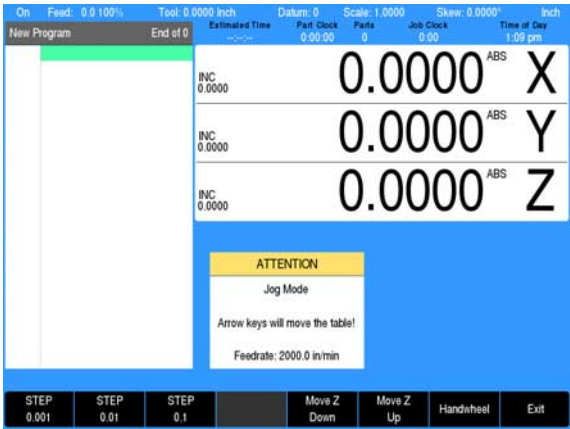 On Feed: 0.0 100% Tool: 0.0000 Inch Datum: 0 Scale: 1.0000 Skew: 0.0000° Inch
New Program End of 0
Estimated Time Part Clock Parts Job Clock Time of Day
--:--:-- 0:00:00 0 0:00 1:09 pm
INC 0.0000 0.0000 ABS X
INC 0.0000 0.0000 ABS Y
INC 0.0000 0.0000 ABS Z
ATTENTION
Jog Mode
Arrow keys will move the table!
Feedrate: 2000.0 in/min
STEP 0.001 STEP 0.01 STEP 0.1 Move Z Down Move Z Up Handwheel Exit